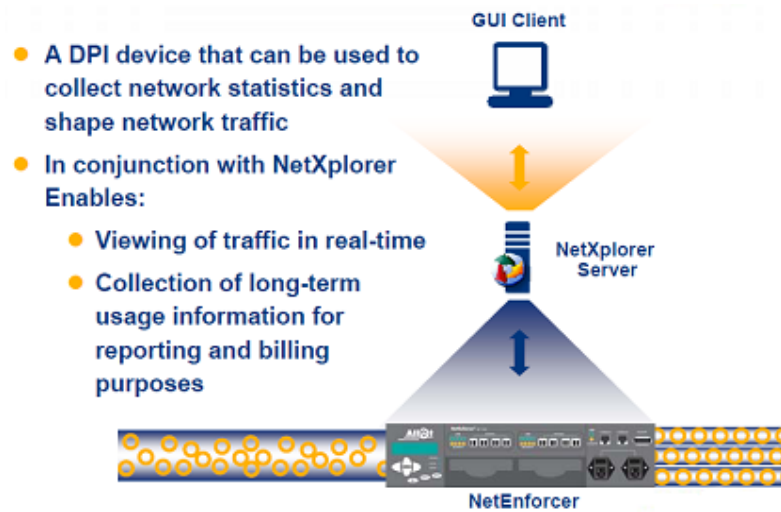 GUI Client
A DPI device that can be used to
collect network statistics and
shape network traffic
In conjunction with NetXplorer
Enables:
Viewing of traffic in real-time
Collection of long-term
usage information for
reporting and billing
purposes
NetXplorer
Server
Allot
NetEnforcer